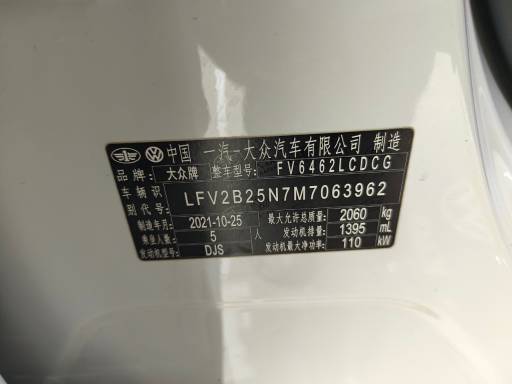 中国 一汽-大众汽车有限公司 制造
品牌: 大众牌 整车型号: FV6462LCDCG
车辆识别代号: LFV2B25N7M7063962
制造年月: 2021-10-25 最大允许总质量: 2060 kg
乘坐人数: 5 人 发动机排量: 1395 mL
发动机型号: DJS 发动机最大净功率: 110 kW